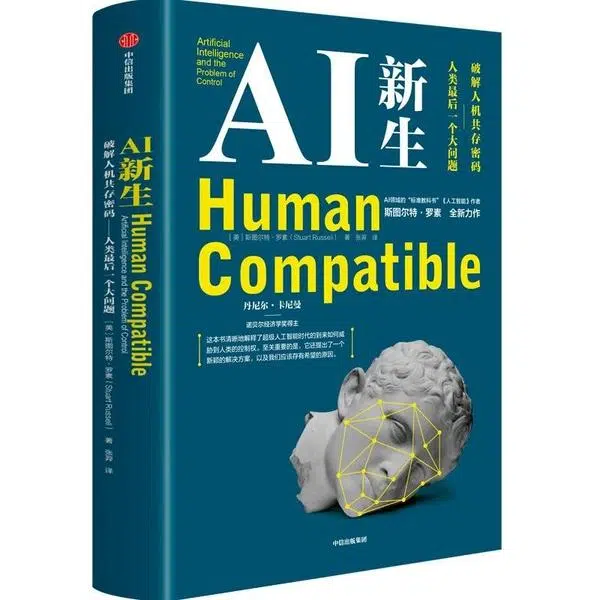 中信出版集团
AI新生
Human Compatible
Artificial Intelligence and the Problem of Control
破解人机共存密码——人类最后一个大问题
[美]斯图尔特·罗素(Stuart Russell) 著 张羿 译
Artificial
Intelligence
and the
Problem of
Control
AI新生
破解人机共存密码——
人类最后一个大问题
Human
AI领域的“标准教科书”《人工智能》作者
斯图尔特·罗素 全新力作
[美]斯图尔特·罗素(Stuart Russell) 著 张羿 译
Compatible
丹尼尔·卡尼曼
诺贝尔经济学奖得主
这本书清晰地解释了超级人工智能时代的到来如何威
胁到人类的控制权。至关重要的是,它还提出了一个
新颖的解决方案,以及我们应该存有希望的原因。
中信出版集团